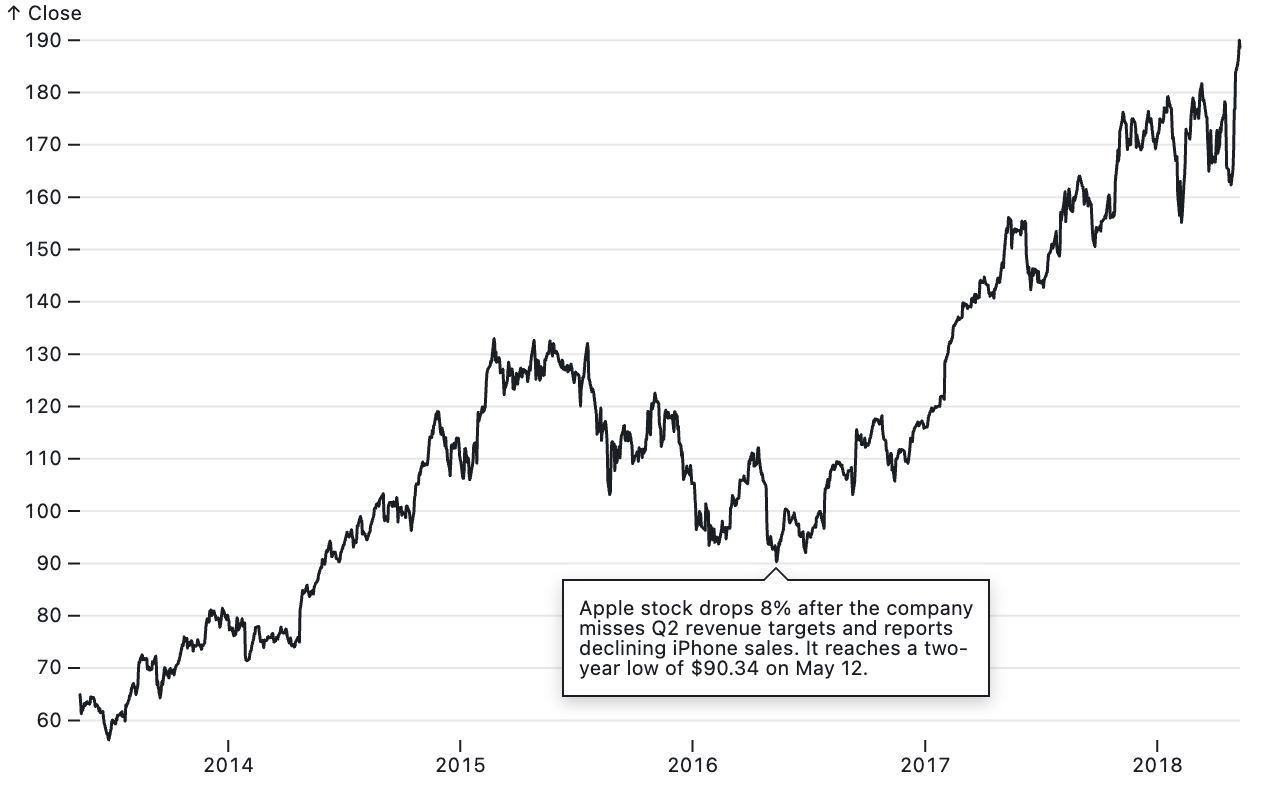 ↑ Close
190
180
170
160
150
140
130
120
110
100
90
80
70
60
Apple stock drops 8% after the company
misses Q2 revenue targets and reports
declining iPhone sales. It reaches a two-
year low of $90.34 on May 12.
2014 2015 2016 2017 2018